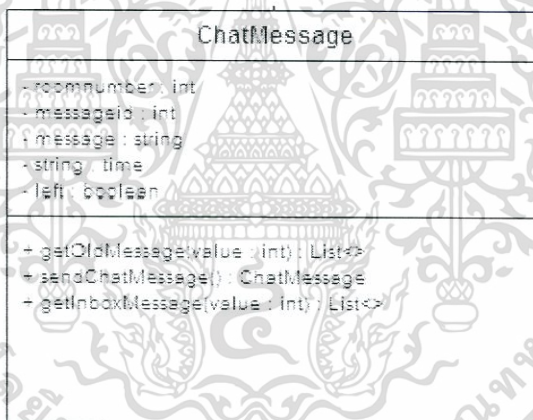 ChatMessage
- roomnumber : int
- messageid : int
- message : string
- string : time
- left : boolean
+ getOldMessage(value : int) : List<>
+ sendChatMessage() : ChatMessage
+ getInboxMessage(value : int) : List<>